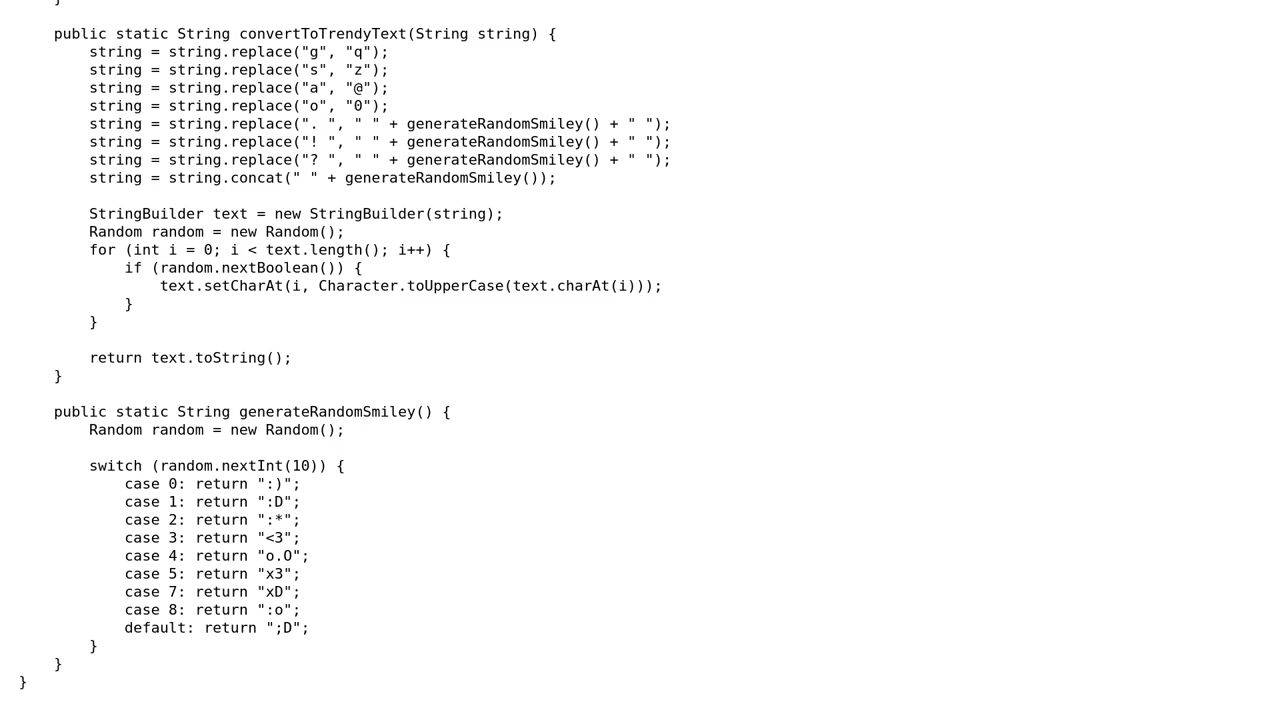 }
    public static String convertToTrendyText(String string) {
        string = string.replace("g", "q");
        string = string.replace("s", "z");
        string = string.replace("a", "@");
        string = string.replace("o", "0");
        string = string.replace(". ", " " + generateRandomSmiley() + " ");
        string = string.replace("! ", " " + generateRandomSmiley() + " ");
        string = string.replace("? ", " " + generateRandomSmiley() + " ");
        string = string.concat(" " + generateRandomSmiley());

        StringBuilder text = new StringBuilder(string);
        Random random = new Random();
        for (int i = 0; i < text.length(); i++) {
            if (random.nextBoolean()) {
                text.setCharAt(i, Character.toUpperCase(text.charAt(i)));
            }
        }

        return text.toString();
    }

    public static String generateRandomSmiley() {
        Random random = new Random();

        switch (random.nextInt(10)) {
            case 0: return ":)";
            case 1: return ":D";
            case 2: return ":*";
            case 3: return "<3";
            case 4: return "o.O";
            case 5: return "x3";
            case 7: return "xD";
            case 8: return ":o";
            default: return ";D";
        }
    }
}